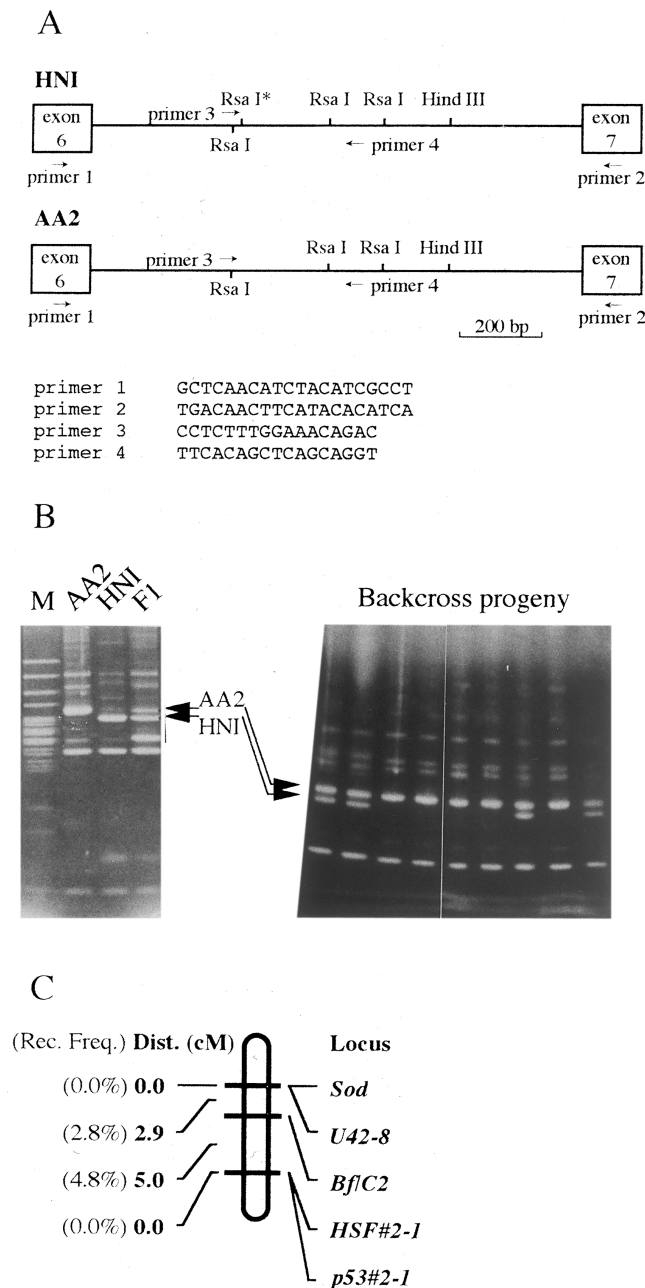 A
HNI
Rsa I* Rsa I Rsa I Hind III
primer 3
exon 6
exon 7
Rsa I
primer 4
primer 1
primer 2
AA2
Rsa I Rsa I Hind III
primer 3
exon 6
exon 7
Rsa I
primer 4
primer 1
primer 2
200 bp
primer 1 GCTCAACATCTACATCGCCT
primer 2 TGACAACTTCATACACATCA
primer 3 CCTCTTTGGAAACAGAC
primer 4 TTCACAGCTCAGCAGGT
B
M AA2 HNI F1
Backcross progeny
AA2
HNI
C
(Rec. Freq.) Dist. (cM) Locus
(0.0%) 0.0 Sod
(2.8%) 2.9 U42-8
(4.8%) 5.0 Bf/C2
(0.0%) 0.0 HSF#2-1
p53#2-1